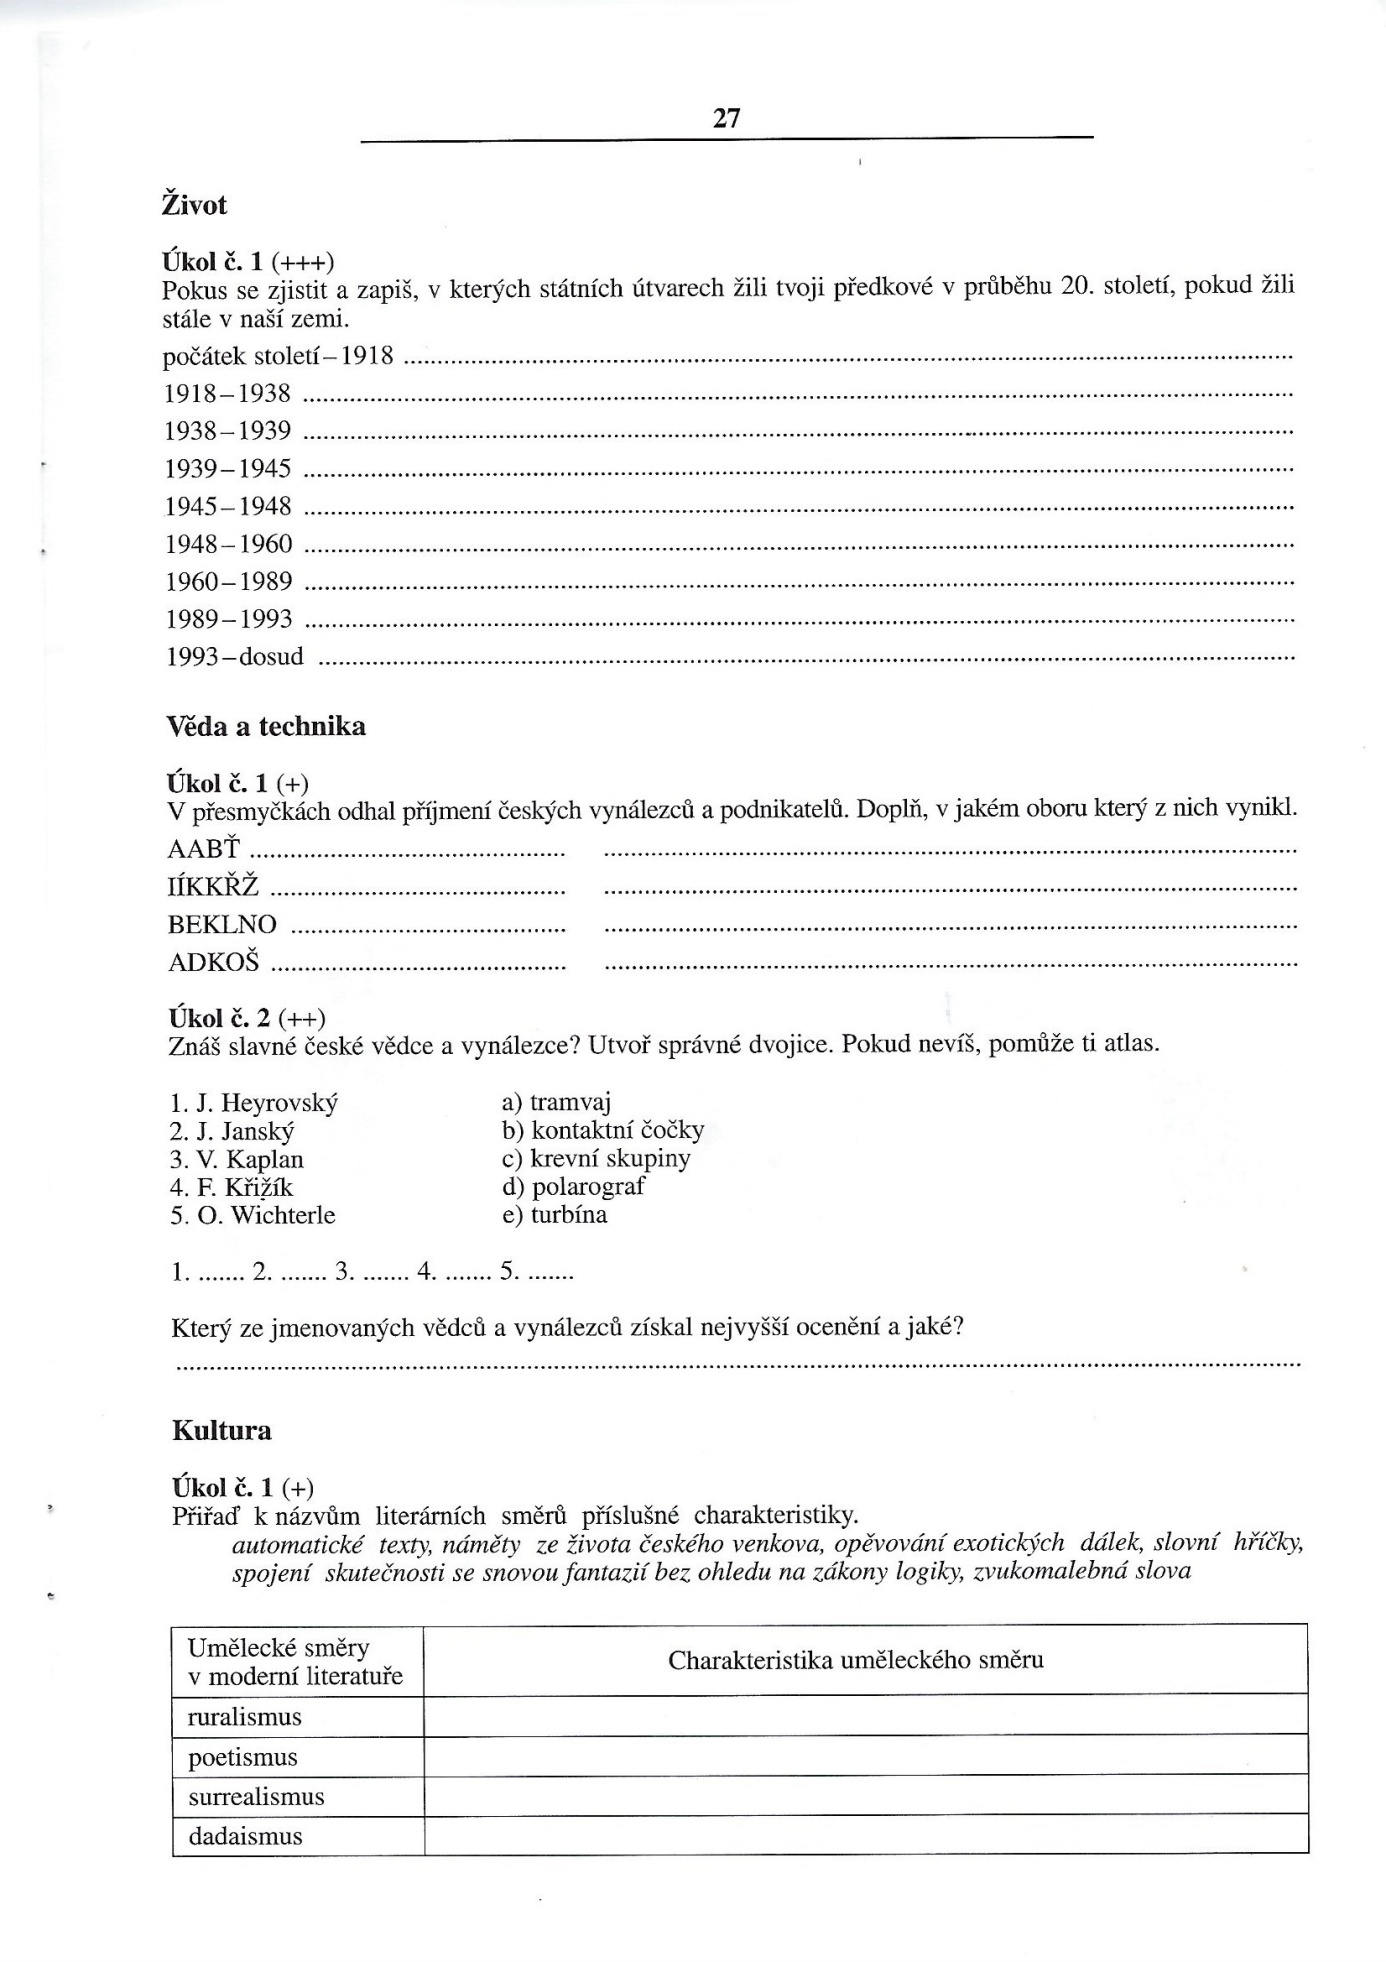 27
Život
Úkol č. 1 (+++)
Pokus se zjistit a zapiš, v kterých státních útvarech žili tvoji předkové v průběhu 20. století, pokud žili
stále v naší zemi.
počátek století–1918 ........................................
1918–1938 ........................................
1938–1939 ........................................
1939–1945 ........................................
1945–1948 ........................................
1948–1960 ........................................
1960–1989 ........................................
1989–1993 ........................................
1993–dosud ........................................
Věda a technika
Úkol č. 1 (+)
V přesmyčkách odhal příjmení českých vynálezců a podnikatelů. Doplň, v jakém oboru který z nich vynikl.
AABŤ .................... ........................................
IÍKKŘŽ .................... ........................................
BEKLNO .................... ........................................
ADKOŠ .................... ........................................
Úkol č. 2 (++)
Znáš slavné české vědce a vynálezce? Utvoř správné dvojice. Pokud nevíš, pomůže ti atlas.
1. J. Heyrovský a) tramvaj
2. J. Janský b) kontaktní čočky
3. V. Kaplan c) krevní skupiny
4. F. Křižík d) polarograf
5. O. Wichterle e) turbína
1. ....... 2. ....... 3. ....... 4. ....... 5. .......
Který ze jmenovaných vědců a vynálezců získal nejvyšší ocenění a jaké?
........................................
Kultura
Úkol č. 1 (+)
Přiřaď k názvům literárních směrů příslušné charakteristiky.
automatické texty, náměty ze života českého venkova, opěvování exotických dálek, slovní hříčky,
spojení skutečnosti se snovou fantazií bez ohledu na zákony logiky, zvukomalebná slova
Umělecké směry
v moderní literatuře
Charakteristika uměleckého směru
ruralismus
poetismus
surrealismus
dadaismus